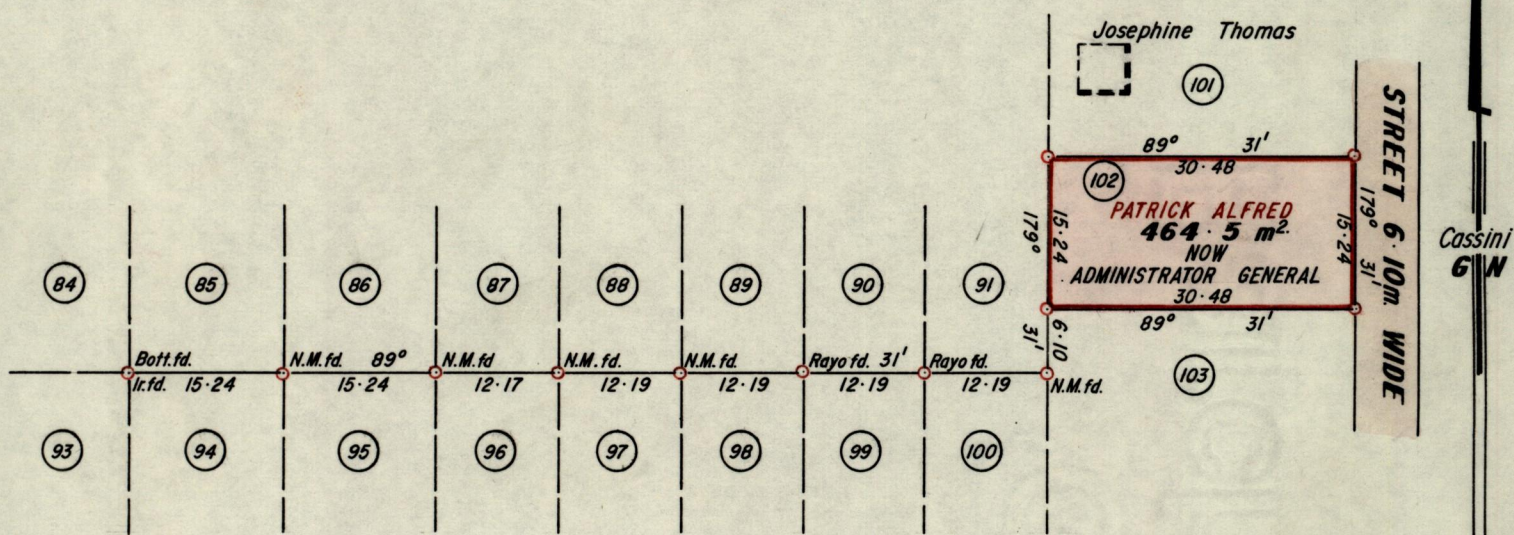 Josephine Thomas
101
89° 31'
30·48
102
PATRICK ALFRED
464·5 m²
NOW
ADMINISTRATOR GENERAL
30·48
89° 31'
179° 31'
15·24
6·10
15·24
179° 31'
STREET 6·10m. WIDE
Cassini
G N
84
85
86
87
88
89
90
91
Bott.fd.
N.M.fd. 89°
N.M.fd
N.M.fd.
N.M.fd.
Rayo fd. 31'
Rayo fd.
Ir.fd. 15·24
15·24
12·17
12·19
12·19
12·19
12·19
N.M.fd.
103
93
94
95
96
97
98
99
100